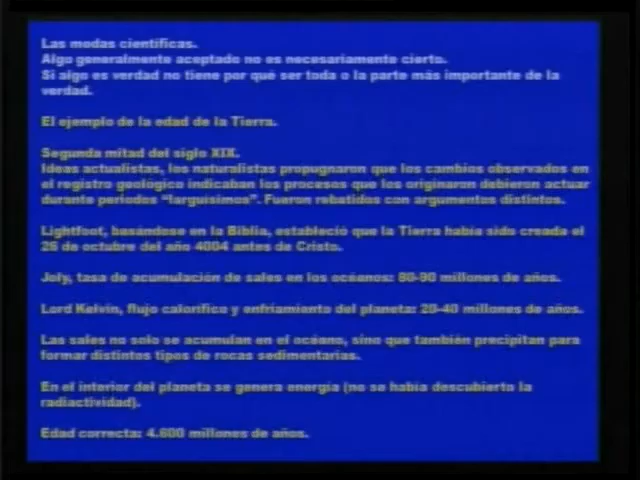 Las modas científicas.
Algo generalmente aceptado no es necesariamente cierto.
Si algo es verdad no tiene por qué ser toda o la parte más importante de la
verdad.
El ejemplo de la edad de la Tierra.
Segunda mitad del siglo XIX.
Ideas actualistas, los naturalistas propugnaron que los cambios observados en
el registro geológico indicaban los procesos que los originaron debieron actuar
durante periodos "larguísimos". Fueron rebatidos con argumentos distintos.
Lightfoot, basándose en la Biblia, estableció que la Tierra había sido creada el
26 de octubre del año 4004 antes de Cristo.
Joly, tasa de acumulación de sales en los océanos: 80-90 millones de años.
Lord Kelvin, flujo calorífico y enfriamiento del planeta: 20-40 millones de años.
Las sales no solo se acumulan en el océano, sino que también precipitan para
formar distintos tipos de rocas sedimentarias.
En el interior del planeta se genera energía (no se había descubierto la
radiactividad).
Edad correcta: 4.600 millones de años.